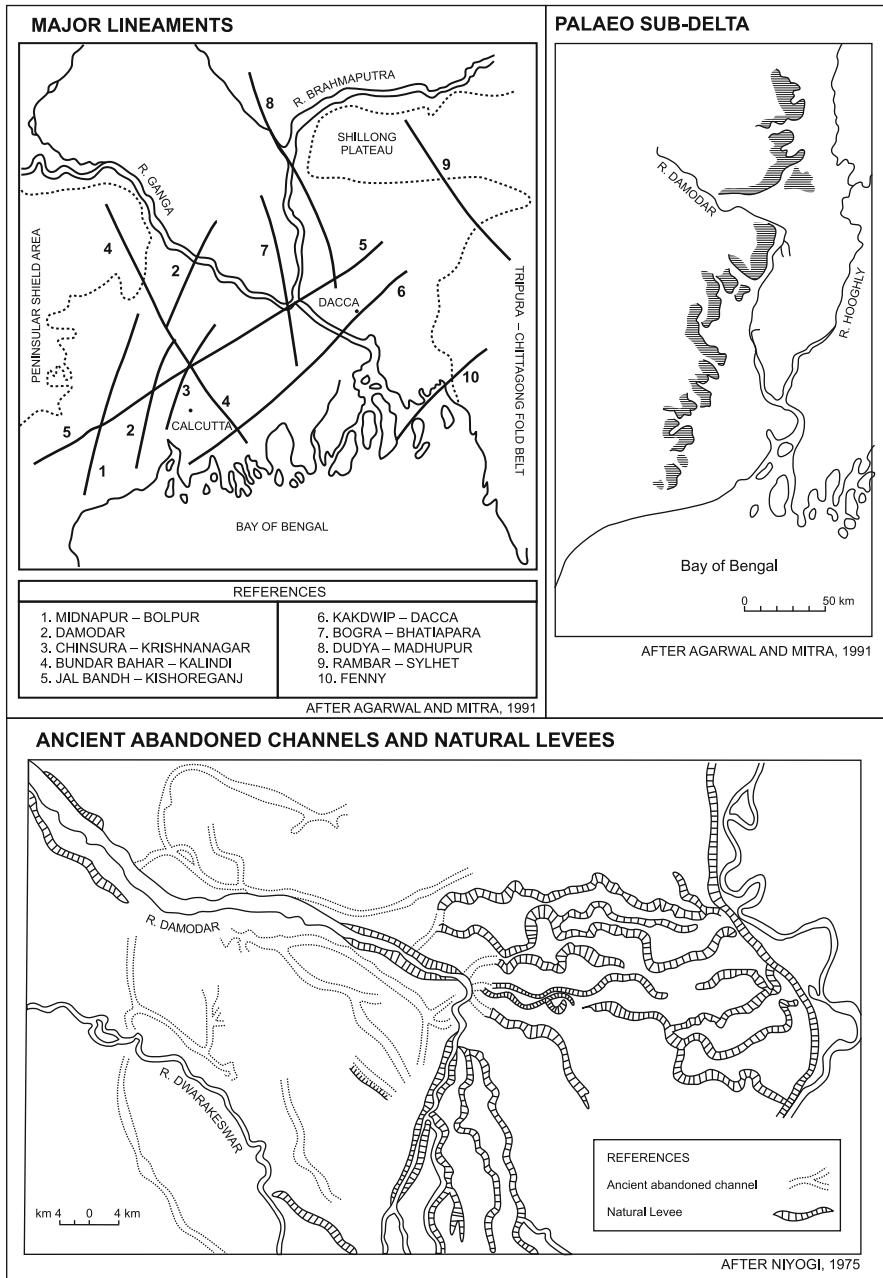 MAJOR LINEAMENTS
R. BRAHMAPUTRA
8
SHILLONG
PLATEAU
9
R. GANGA
PENINSULAR SHIELD AREA
4
2
7
5
6
DACCA
TRIPURA – CHITTAGONG FOLD BELT
3
4
10
5
2
CALCUTTA
1
BAY OF BENGAL
REFERENCES
1. MIDNAPUR – BOLPUR
2. DAMODAR
3. CHINSURA – KRISHNANAGAR
4. BUNDAR BAHAR – KALINDI
5. JAL BANDH – KISHOREGANJ
6. KAKDWIP – DACCA
7. BOGRA – BHATIAPARA
8. DUDYA – MADHUPUR
9. RAMBAR – SYLHET
10. FENNY
AFTER AGARWAL AND MITRA, 1991
PALAEO SUB-DELTA
R. DAMODAR
R. HOOGHLY
Bay of Bengal
0 50 km
AFTER AGARWAL AND MITRA, 1991
ANCIENT ABANDONED CHANNELS AND NATURAL LEVEES
R. DAMODAR
R. DWARAKESWAR
km 4 0 4 km
REFERENCES
Ancient abandoned channel
Natural Levee
AFTER NIYOGI, 1975